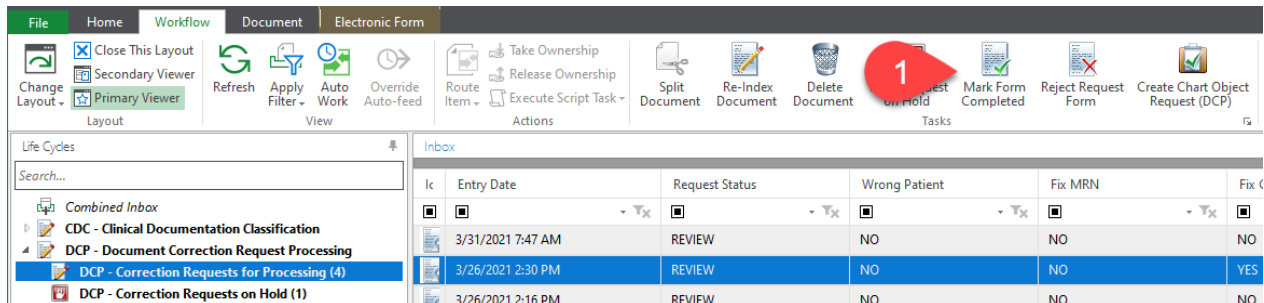 File Home Workflow Document Electronic Form
Close This Layout
Secondary Viewer
Primary Viewer
Change Layout
Layout
Refresh
Apply Filter
Auto Work
Override Auto-feed
View
Route Item
Take Ownership
Release Ownership
Execute Script Task
Actions
Split Document
Re-Index Document
Delete Document
on Hold
1
Mark Form Completed
Reject Request Form
Create Chart Object Request (DCP)
Tasks
Life Cycles
Search...
Combined Inbox
CDC - Clinical Documentation Classification
DCP - Document Correction Request Processing
DCP - Correction Requests for Processing (4)
DCP - Correction Requests on Hold (1)
Inbox
Ic Entry Date Request Status Wrong Patient Fix MRN Fix
3/31/2021 7:47 AM REVIEW NO NO NO
3/26/2021 2:30 PM REVIEW NO NO YES
3/26/2021 2:16 PM REVIEW NO NO NO